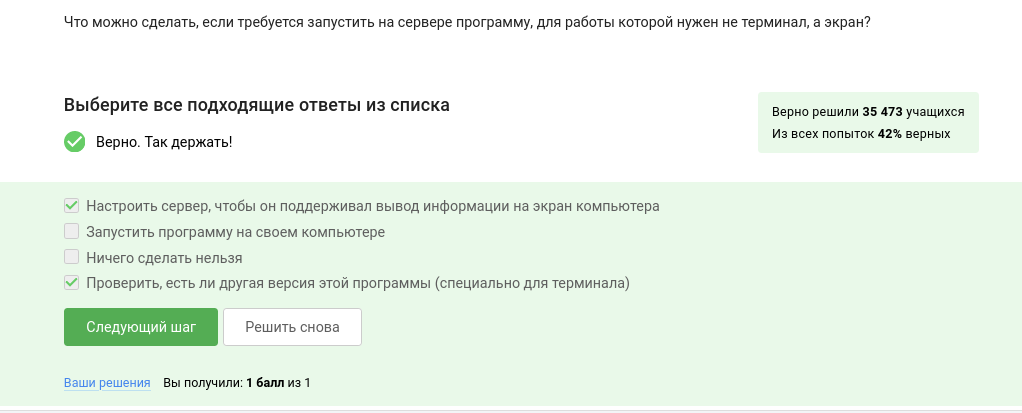 Что можно сделать, если требуется запустить на сервере программу, для работы которой нужен не терминал, а экран?
Выберите все подходящие ответы из списка
Верно. Так держать!
Верно решили 35 473 учащихся
Из всех попыток 42% верных
Настроить сервер, чтобы он поддерживал вывод информации на экран компьютера
Запустить программу на своем компьютере
Ничего сделать нельзя
Проверить, есть ли другая версия этой программы (специально для терминала)
Следующий шаг
Решить снова
Ваши решения Вы получили: 1 балл из 1